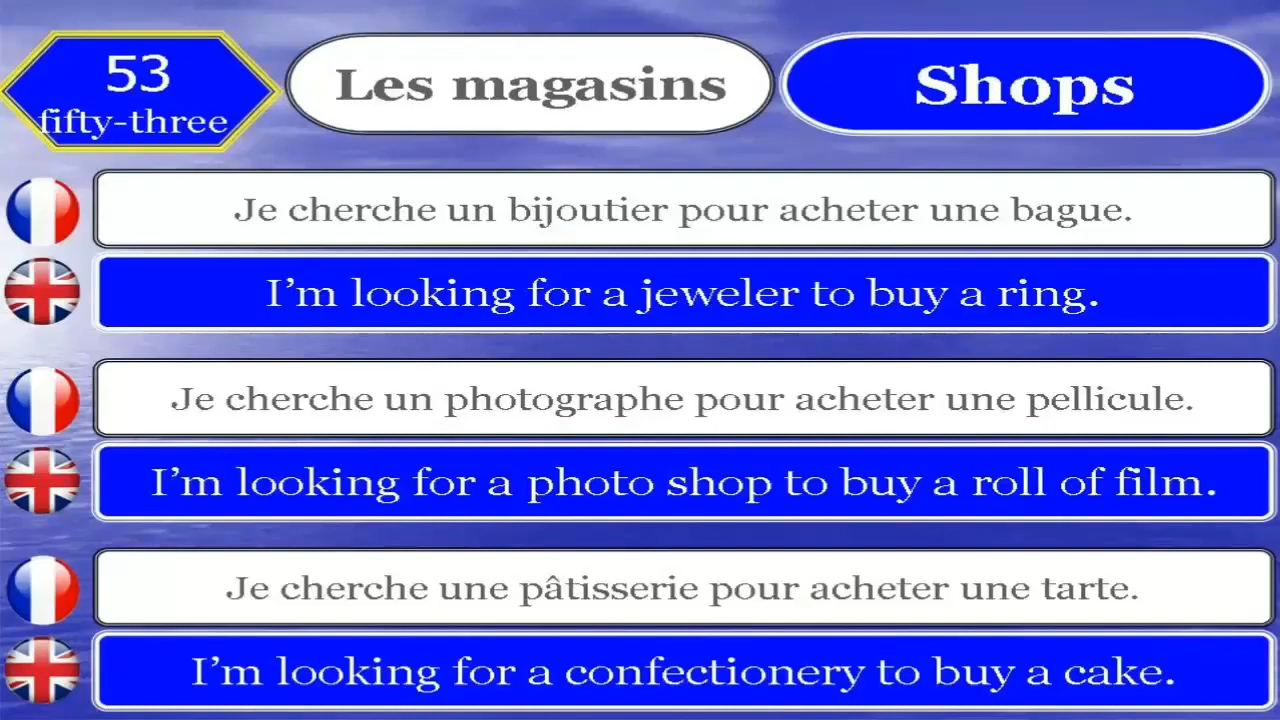 53
fifty-three
Les magasins
Shops
Je cherche un bijoutier pour acheter une bague.
I’m looking for a jeweler to buy a ring.
Je cherche un photographe pour acheter une pellicule.
I’m looking for a photo shop to buy a roll of film.
Je cherche une pâtisserie pour acheter une tarte.
I’m looking for a confectionery to buy a cake.